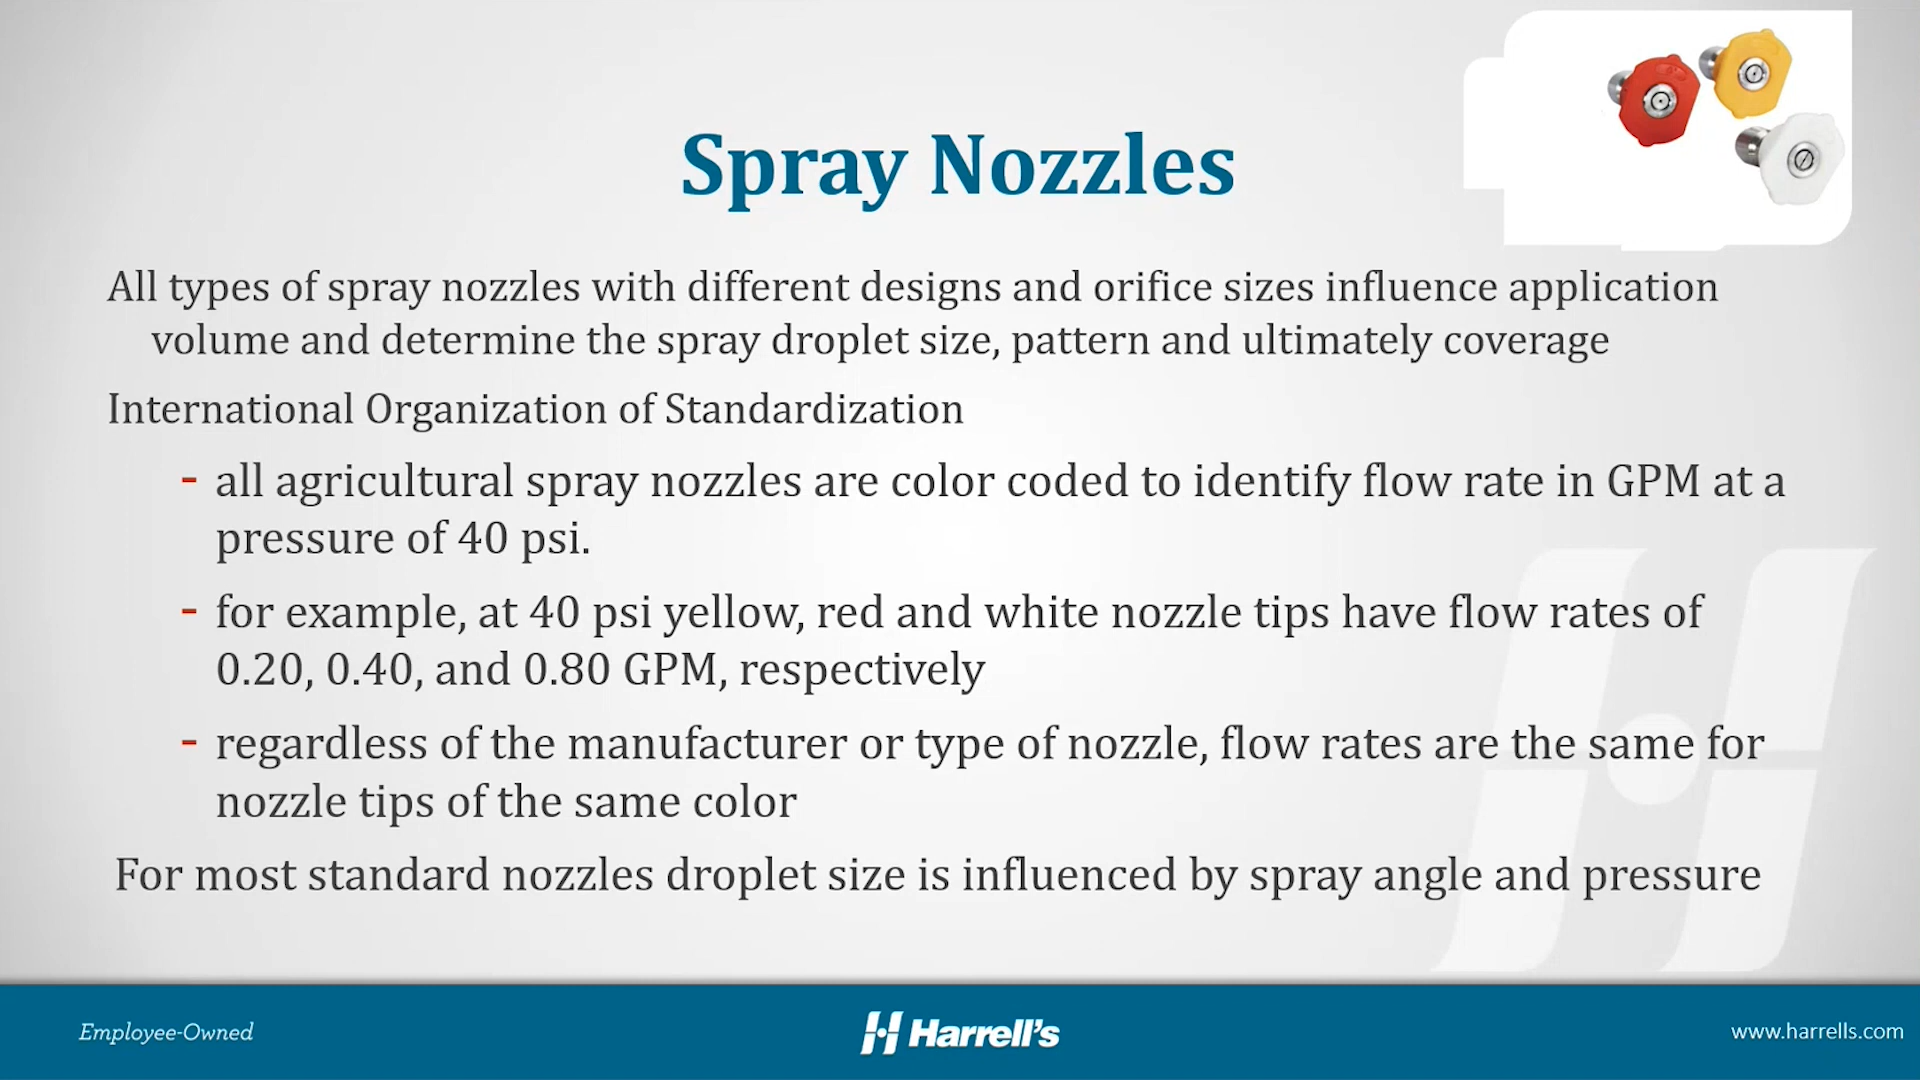 Spray Nozzles
All types of spray nozzles with different designs and orifice sizes influence application
volume and determine the spray droplet size, pattern and ultimately coverage
International Organization of Standardization
- all agricultural spray nozzles are color coded to identify flow rate in GPM at a
pressure of 40 psi.
- for example, at 40 psi yellow, red and white nozzle tips have flow rates of
0.20, 0.40, and 0.80 GPM, respectively
- regardless of the manufacturer or type of nozzle, flow rates are the same for
nozzle tips of the same color
For most standard nozzles droplet size is influenced by spray angle and pressure
Employee-Owned
Harrell's
www.harrells.com